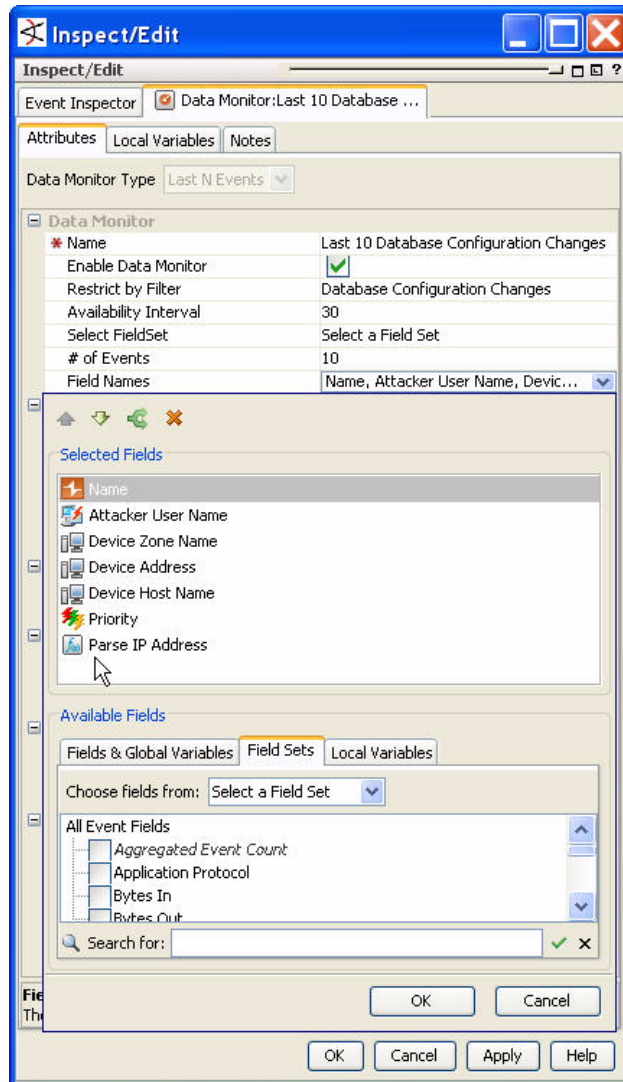 Inspect/Edit
Inspect/Edit ?
Event Inspector Data Monitor:Last 10 Database ...
Attributes Local Variables Notes
Data Monitor Type Last N Events
Data Monitor
* Name Last 10 Database Configuration Changes
Enable Data Monitor
Restrict by Filter Database Configuration Changes
Availability Interval 30
Select FieldSet Select a Field Set
# of Events 10
Field Names Name, Attacker User Name, Devic...
Selected Fields
Name
Attacker User Name
Device Zone Name
Device Address
Device Host Name
Priority
Parse IP Address
Available Fields
Fields & Global Variables Field Sets Local Variables
Choose fields from: Select a Field Set
All Event Fields
Aggregated Event Count
Application Protocol
Bytes In
Bytes Out
Search for:
OK Cancel
Fie
The
OK Cancel Apply Help